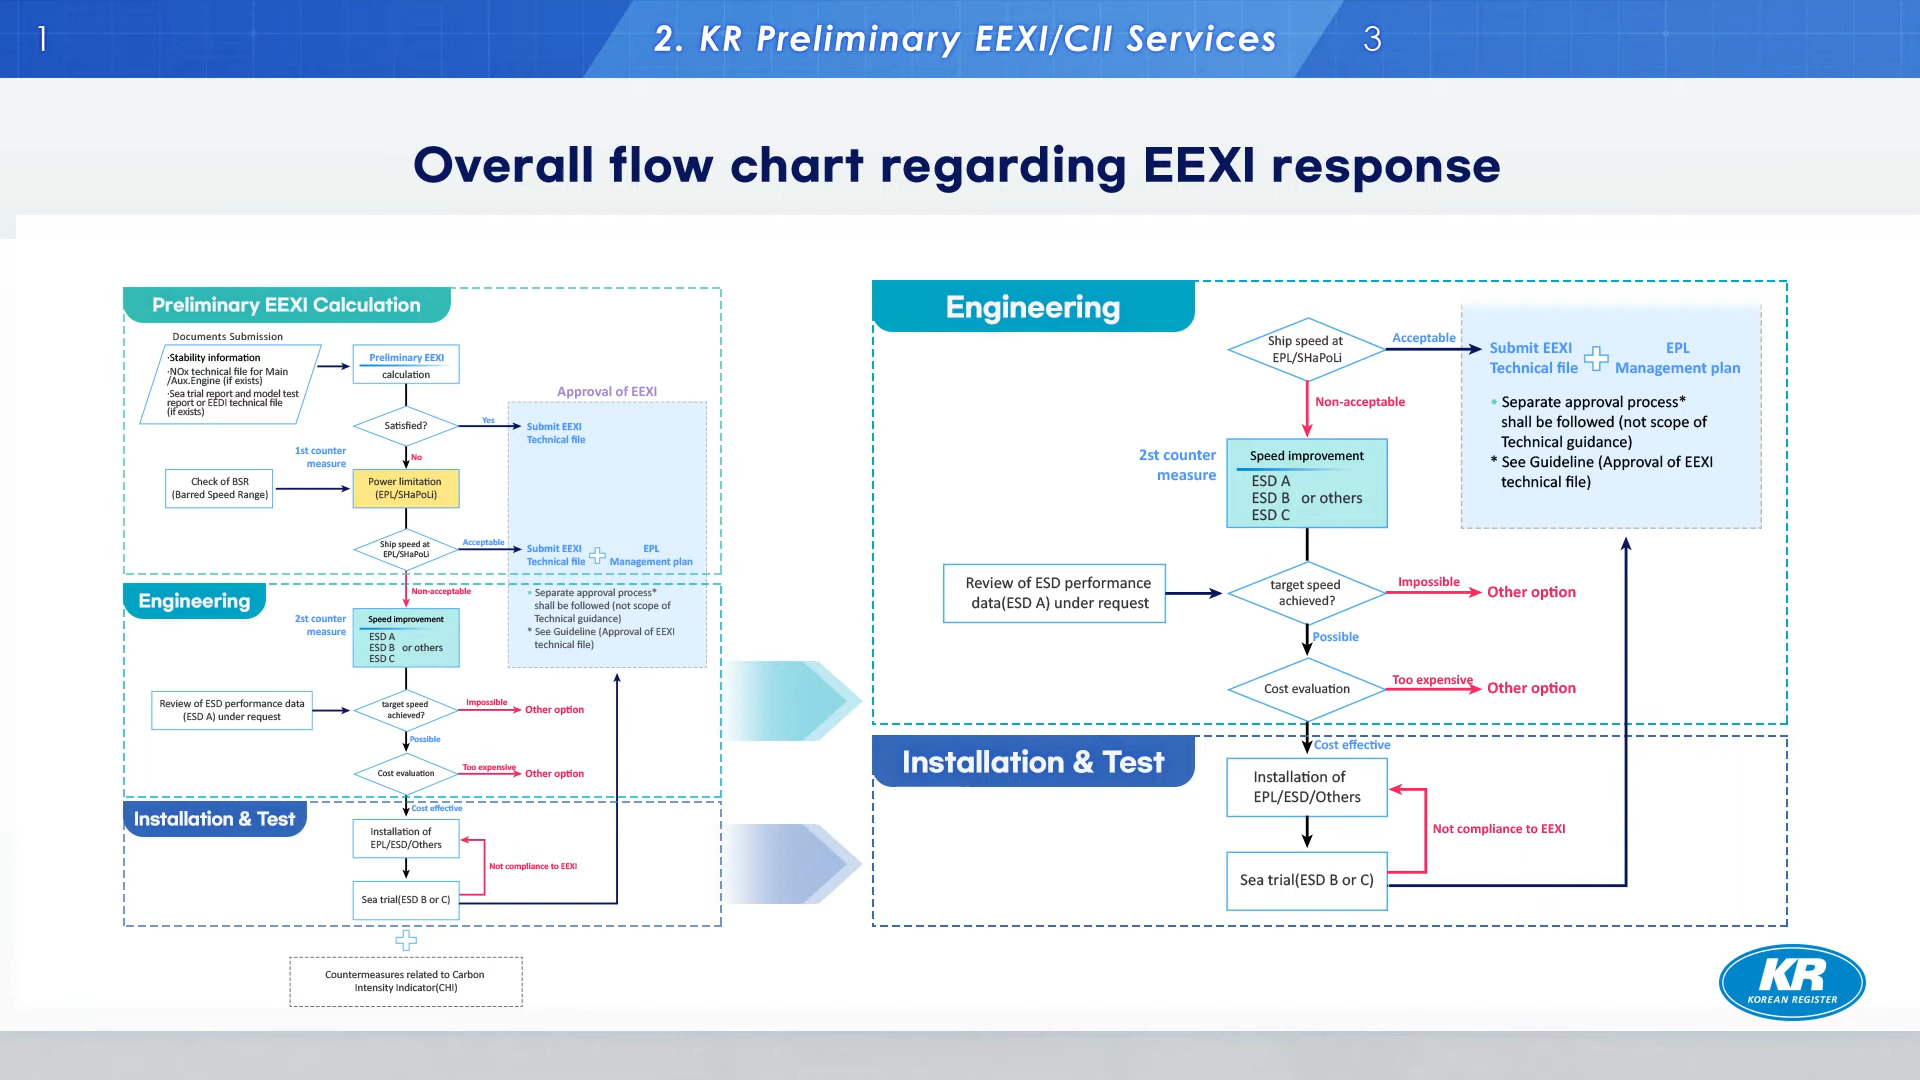 1
2. KR Preliminary EEXI/CII Services
3
Overall flow chart regarding EEXI response
Preliminary EEXI Calculation
Documents Submission
·Stability information
·NOx technical file for Main
/Aux.Engine (if exists)
·Sea trial report and model test
report or EEDI technical file
(if exists)
Preliminary EEXI
calculation
Satisfied?
Yes
Submit EEXI
Technical file
No
Approval of EEXI
1st counter
measure
Check of BSR
(Barred Speed Range)
Power limitation
(EPL/SHaPoLi)
Ship speed at
EPL/SHaPoLi
Acceptable
Submit EEXI
Technical file
EPL
Management plan
Non-acceptable
• Separate approval process*
shall be followed (not scope of
Technical guidance)
* See Guideline (Approval of EEXI
technical file)
Engineering
2st counter
measure
Speed improvement
ESD A
ESD B or others
ESD C
Review of ESD performance data
(ESD A) under request
target speed
achieved?
Impossible
Other option
Possible
Cost evaluation
Too expensive
Other option
Cost effective
Installation & Test
Installation of
EPL/ESD/Others
Not compliance to EEXI
Sea trial(ESD B or C)
Countermeasures related to Carbon
Intensity Indicator(CHI)
Engineering
Ship speed at
EPL/SHaPoLi
Acceptable
Submit EEXI
Technical file
EPL
Management plan
Non-acceptable
• Separate approval process*
shall be followed (not scope of
Technical guidance)
* See Guideline (Approval of EEXI
technical file)
2st counter
measure
Speed improvement
ESD A
ESD B or others
ESD C
Review of ESD performance
data(ESD A) under request
target speed
achieved?
Impossible
Other option
Possible
Cost evaluation
Too expensive
Other option
Cost effective
Installation & Test
Installation of
EPL/ESD/Others
Not compliance to EEXI
Sea trial(ESD B or C)
KR
KOREAN REGISTER